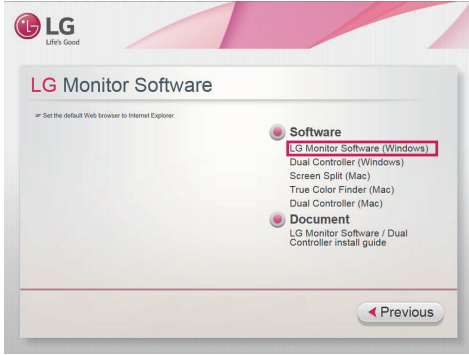 LG
Life's Good
LG Monitor Software
☞ Set the default Web browser to Internet Explorer.
Software
LG Monitor Software (Windows)
Dual Controller (Windows)
Screen Split (Mac)
True Color Finder (Mac)
Dual Controller (Mac)
Document
LG Monitor Software / Dual
Controller install guide
Previous